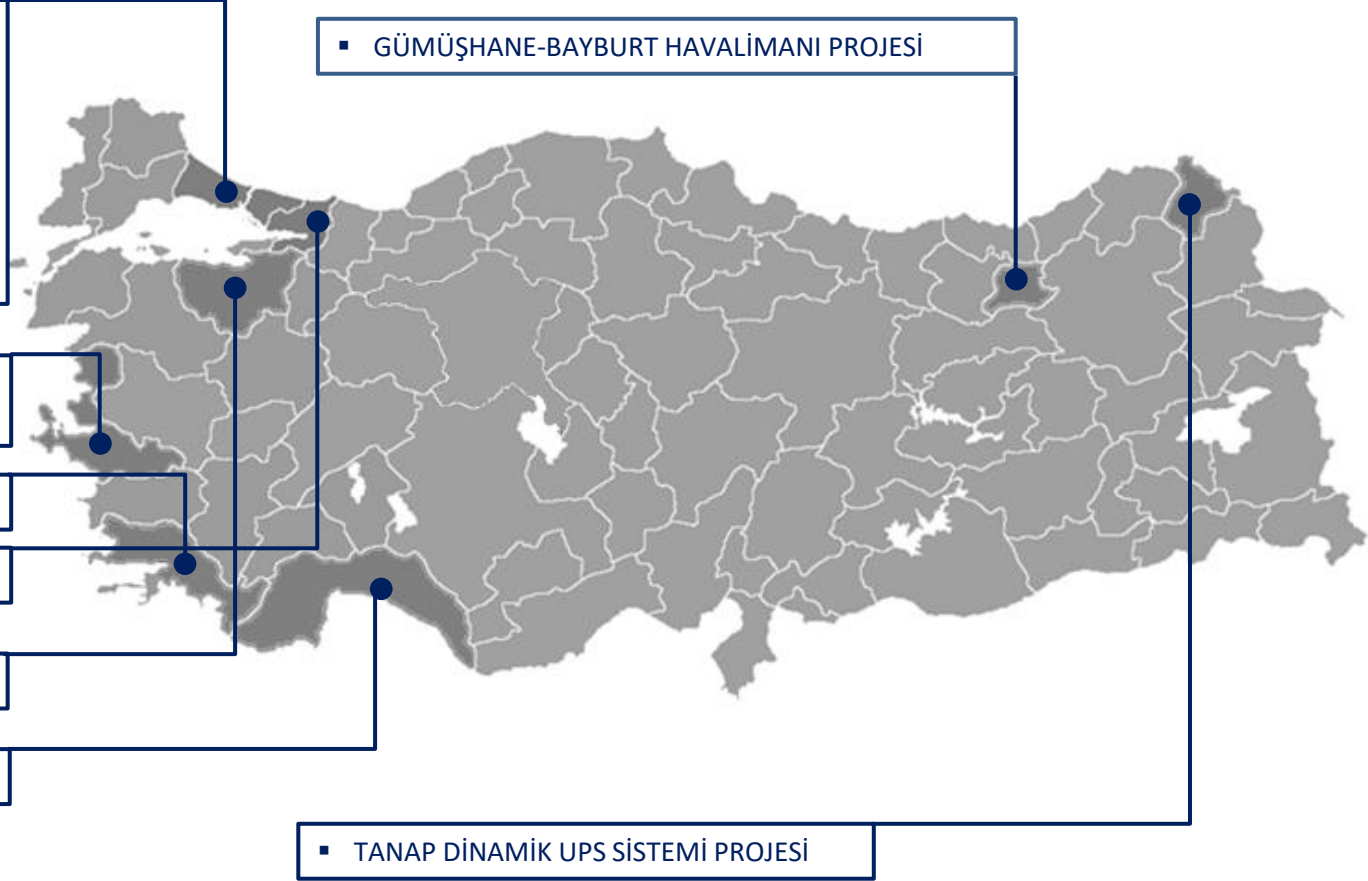 ▪ GÜMÜŞHANE-BAYBURT HAVALİMANI PROJESİ
▪ TANAP DİNAMİK UPS SİSTEMİ PROJESİ